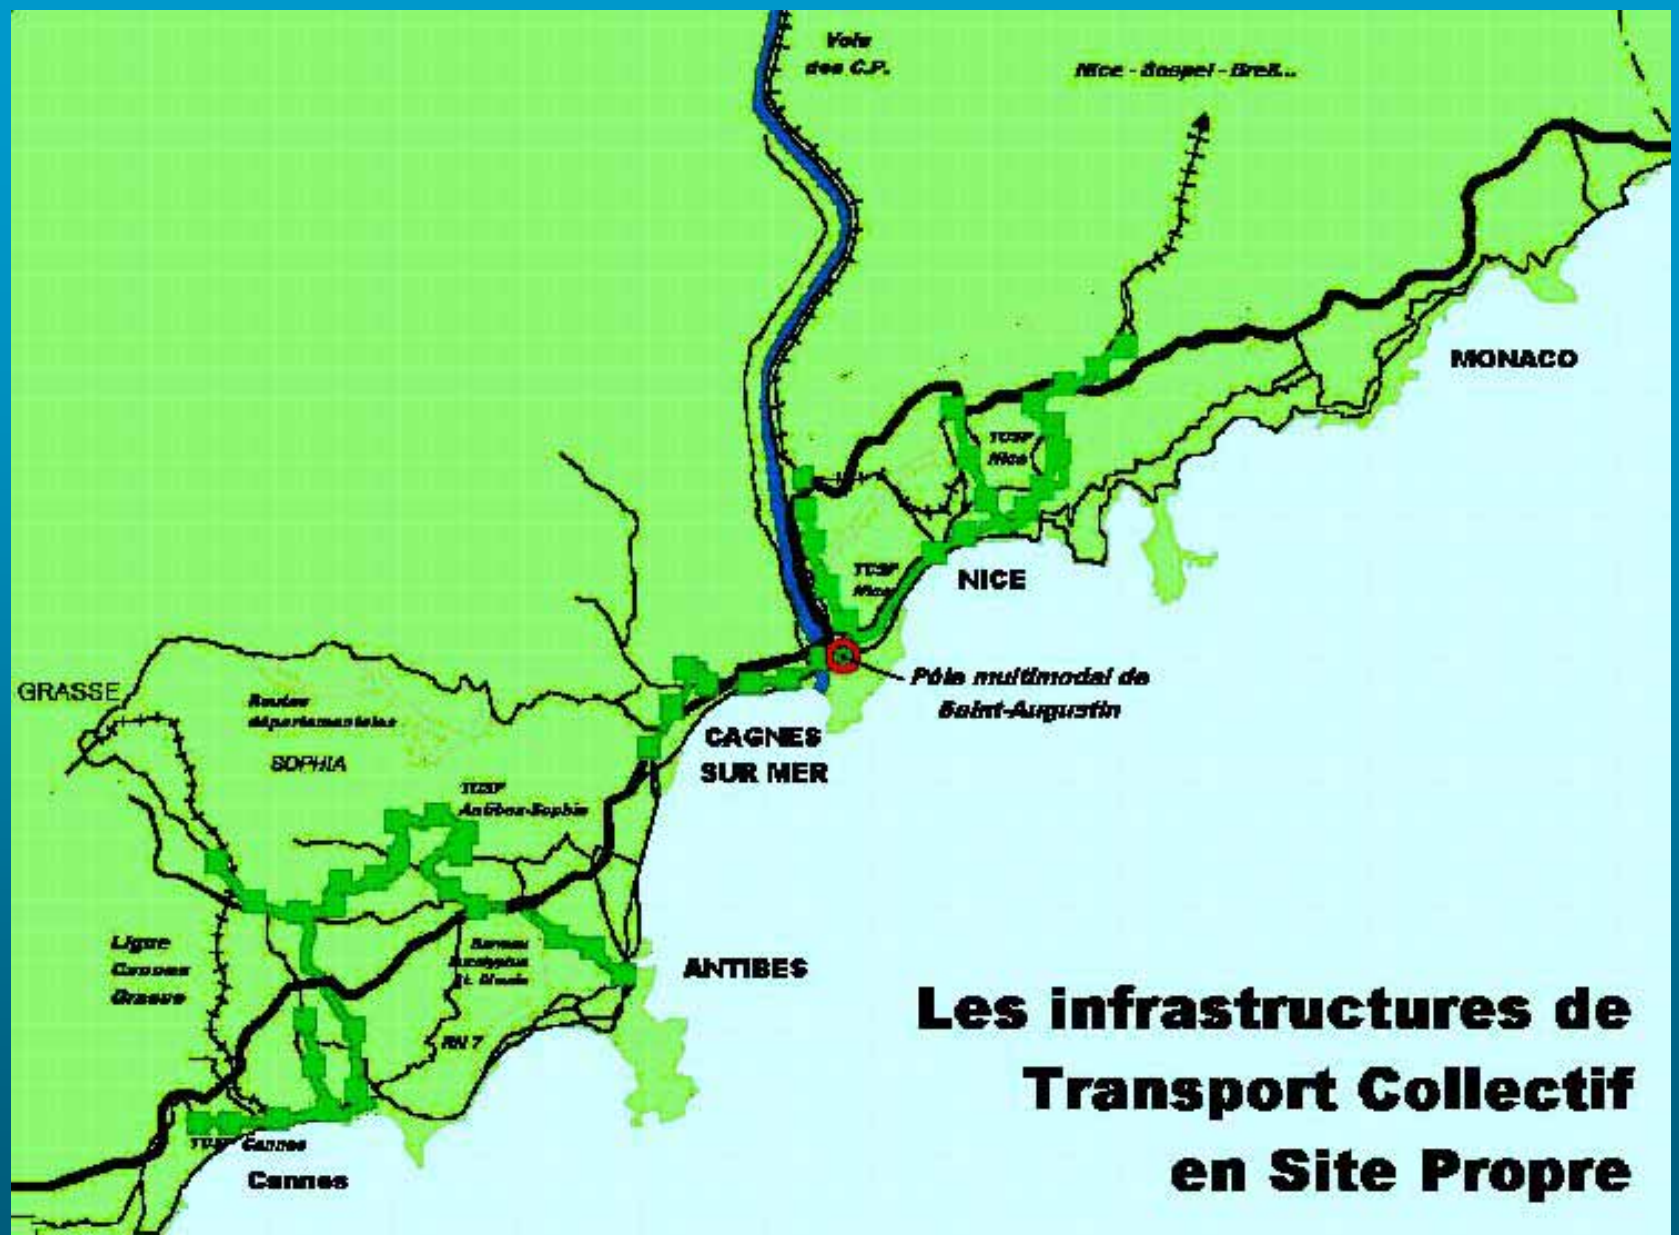 Voie
des C.P.
Nice - Sospel - Breil...
MONACO
TCSP
Nice
TCSP
Nice
NICE
Pôle multimodal de
Saint-Augustin
GRASSE
Routes
départementales
SOPHIA
CAGNES
SUR MER
TCSP
Antibes-Sophia
Ligne
Cannes
Grasse
ANTIBES
RN 7
TCSP Cannes
Cannes
Les infrastructures de
Transport Collectif
en Site Propre